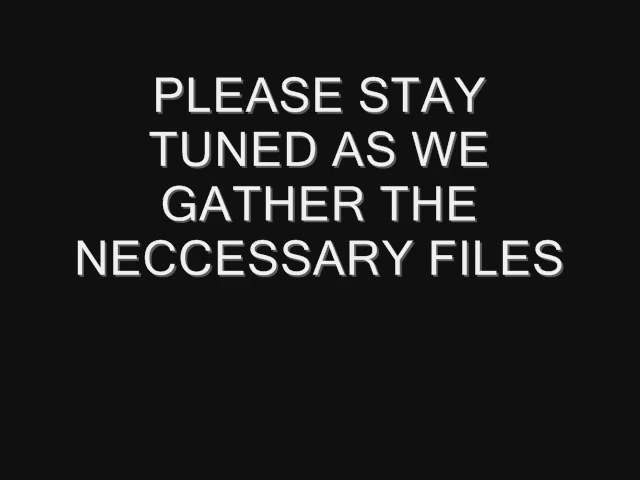 PLEASE STAY
TUNED AS WE
GATHER THE
NECCESSARY FILES